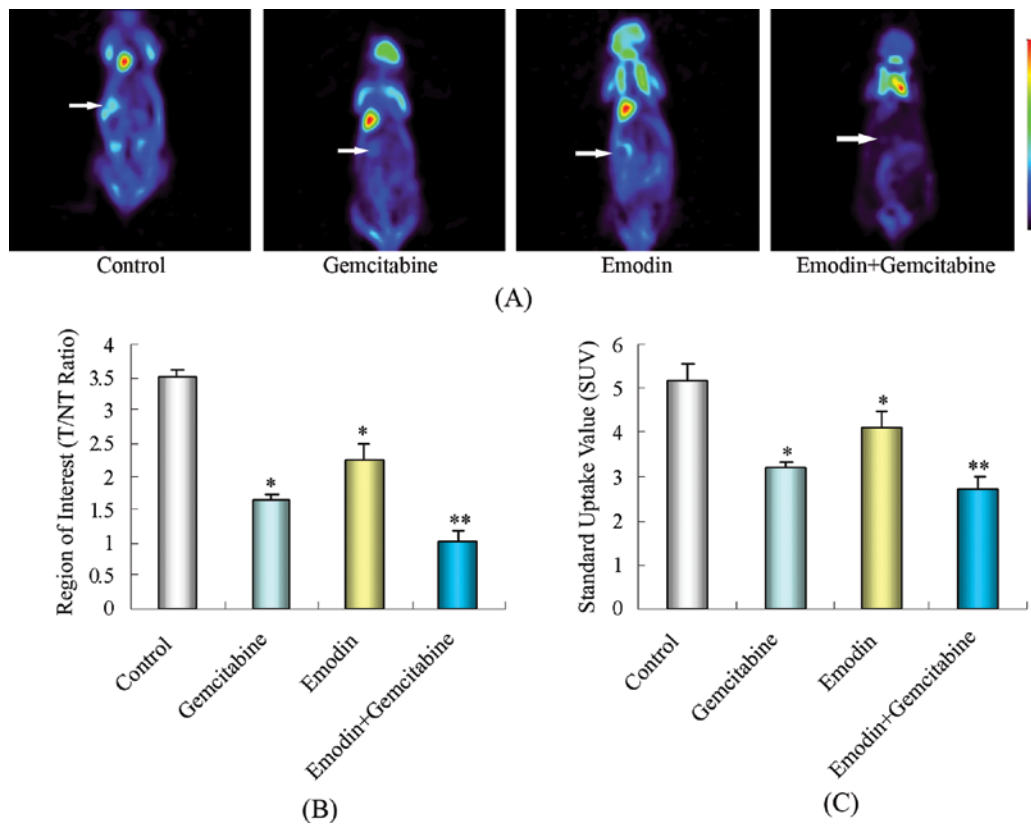 Control
Gemcitabine
Emodin
Emodin+Gemcitabine
(A)
Region of Interest (T/NT Ratio)
4
3.5
3
2.5
2
1.5
1
0.5
0
*
*
**
Control
Gemcitabine
Emodin
Emodin+Gemcitabine
(B)
Standard Uptake Value (SUV)
6
5
4
3
2
1
0
*
*
**
Control
Gemcitabine
Emodin
Emodin+Gemcitabine
(C)